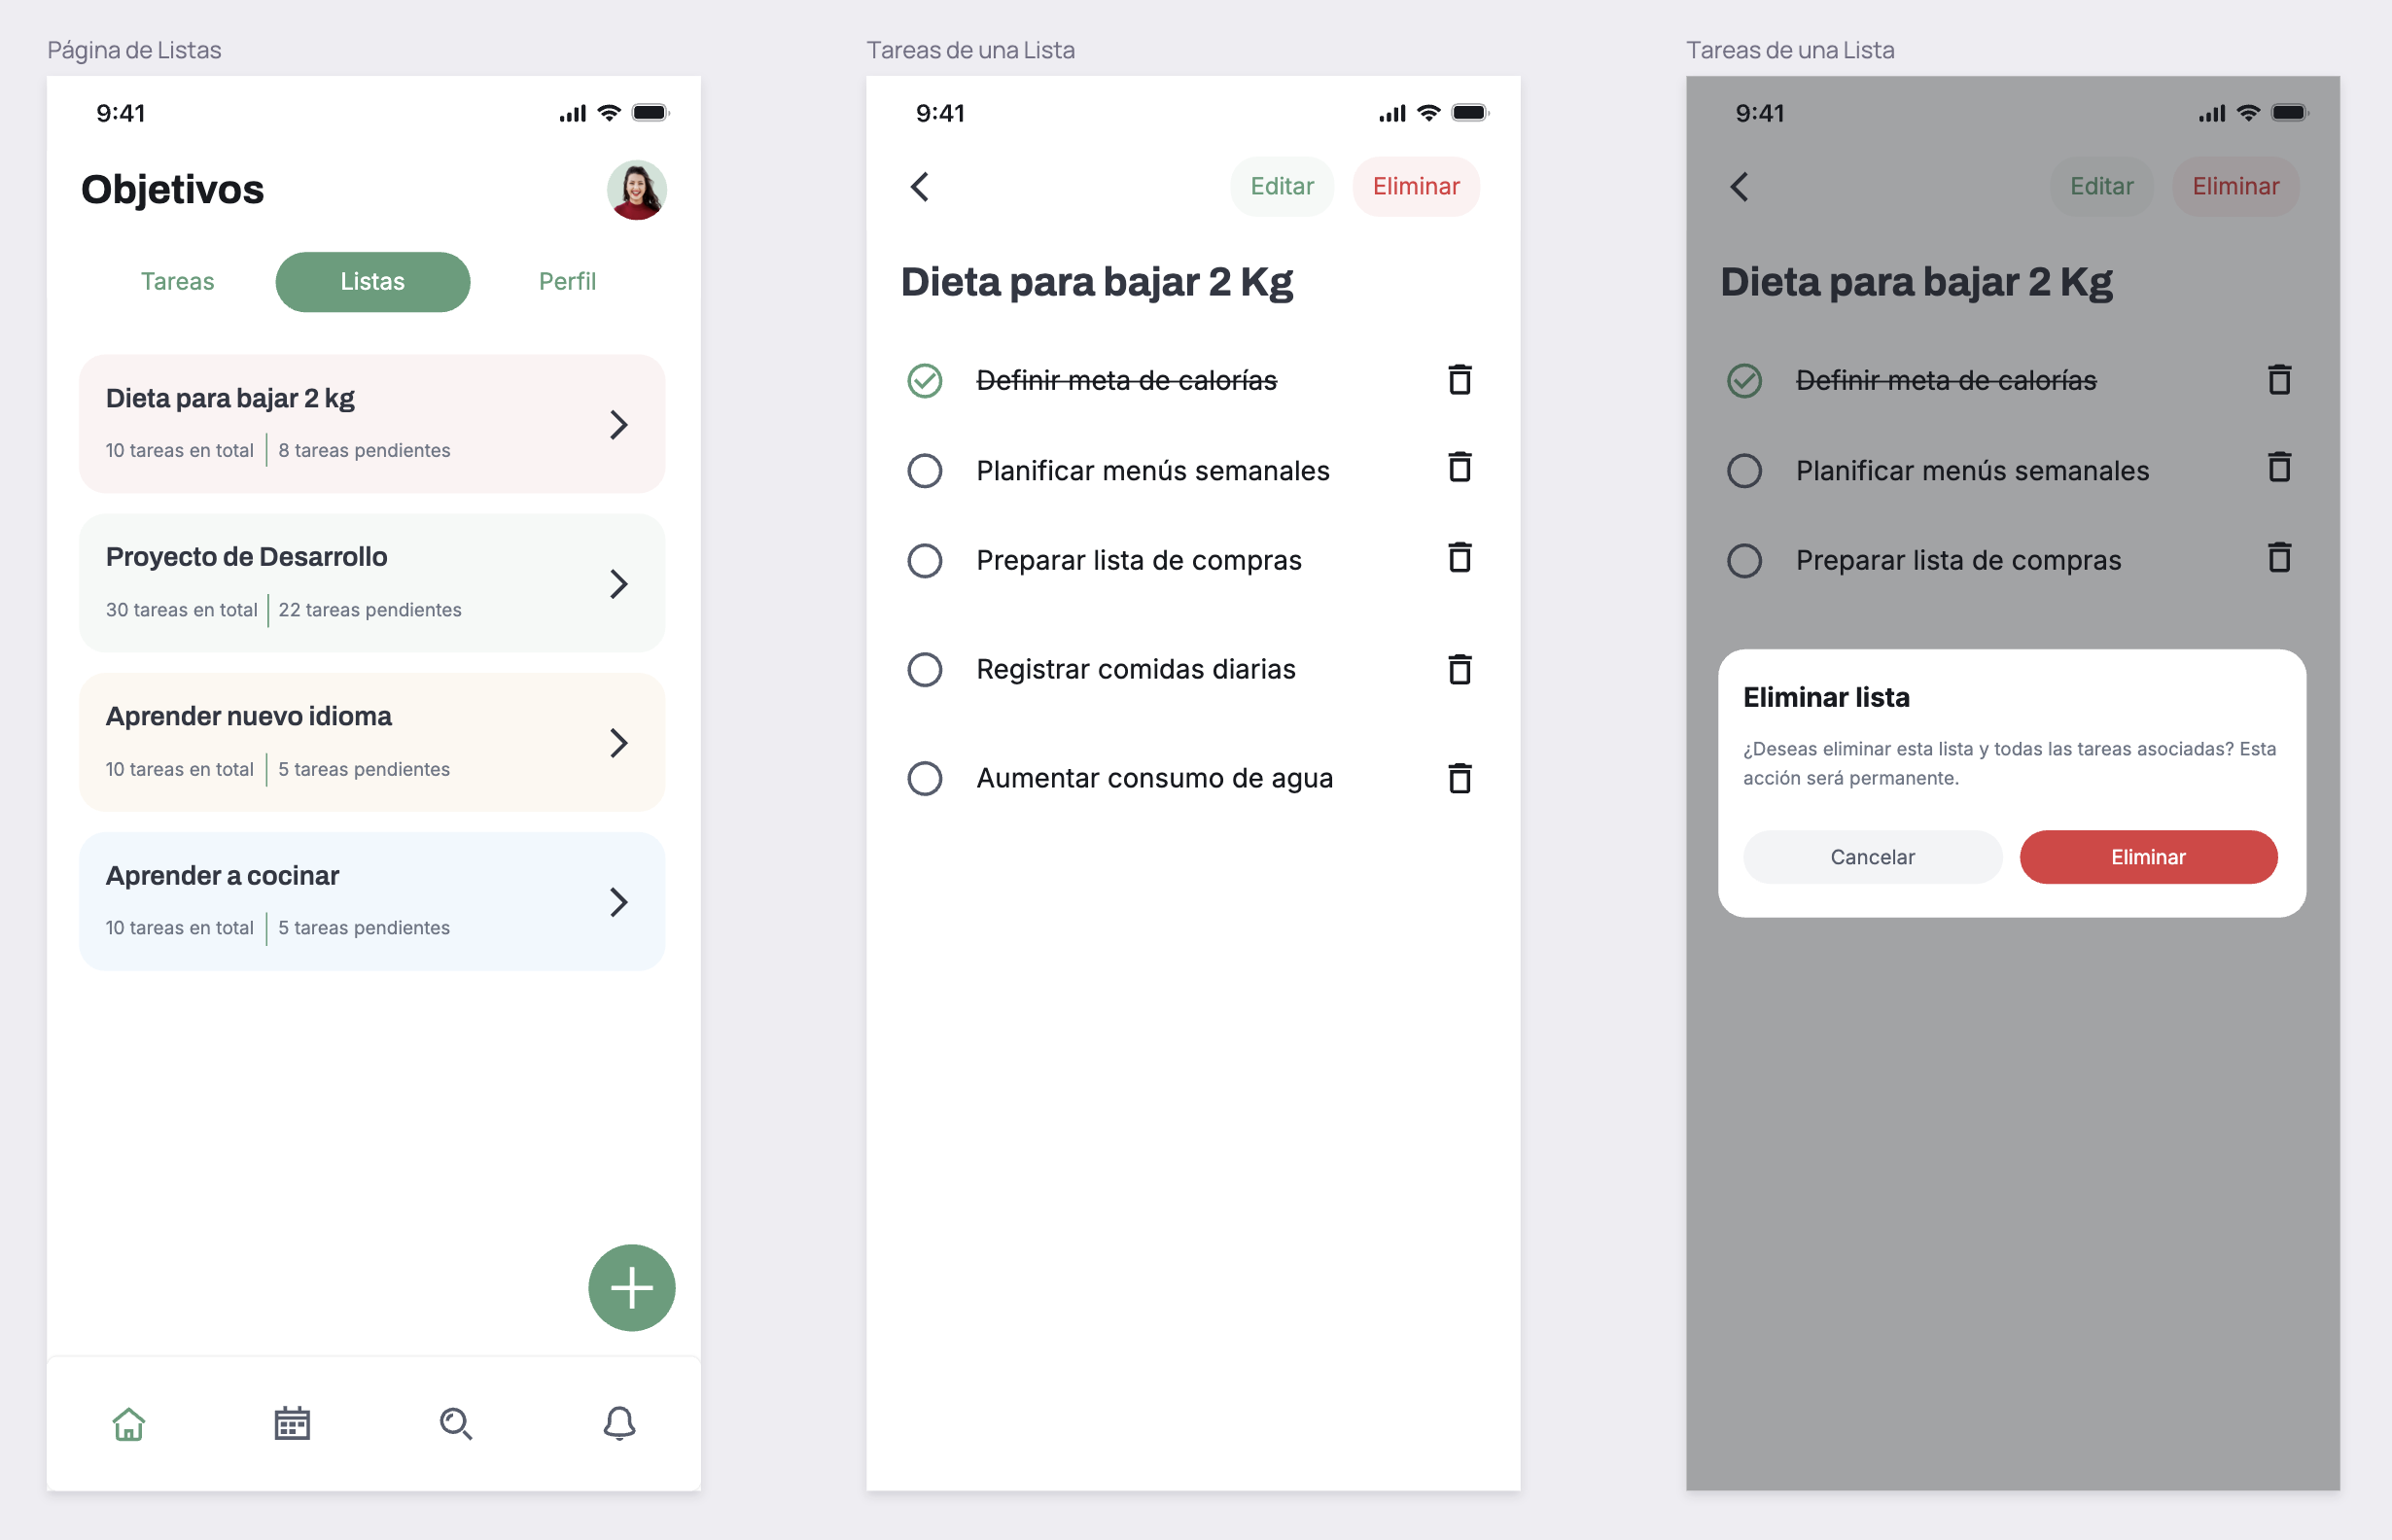 Página de Listas
9:41
Objetivos
Tareas
Listas
Perfil
Dieta para bajar 2 kg
10 tareas en total
8 tareas pendientes
Proyecto de Desarrollo
30 tareas en total
22 tareas pendientes
Aprender nuevo idioma
10 tareas en total
5 tareas pendientes
Aprender a cocinar
10 tareas en total
5 tareas pendientes
Tareas de una Lista
9:41
Editar
Eliminar
Dieta para bajar 2 Kg
Definir meta de calorías
Planificar menús semanales
Preparar lista de compras
Registrar comidas diarias
Aumentar consumo de agua
Tareas de una Lista
9:41
Editar
Eliminar
Dieta para bajar 2 Kg
Definir meta de calorías
Planificar menús semanales
Preparar lista de compras
Eliminar lista
¿Deseas eliminar esta lista y todas las tareas asociadas? Esta
acción será permanente.
Cancelar
Eliminar